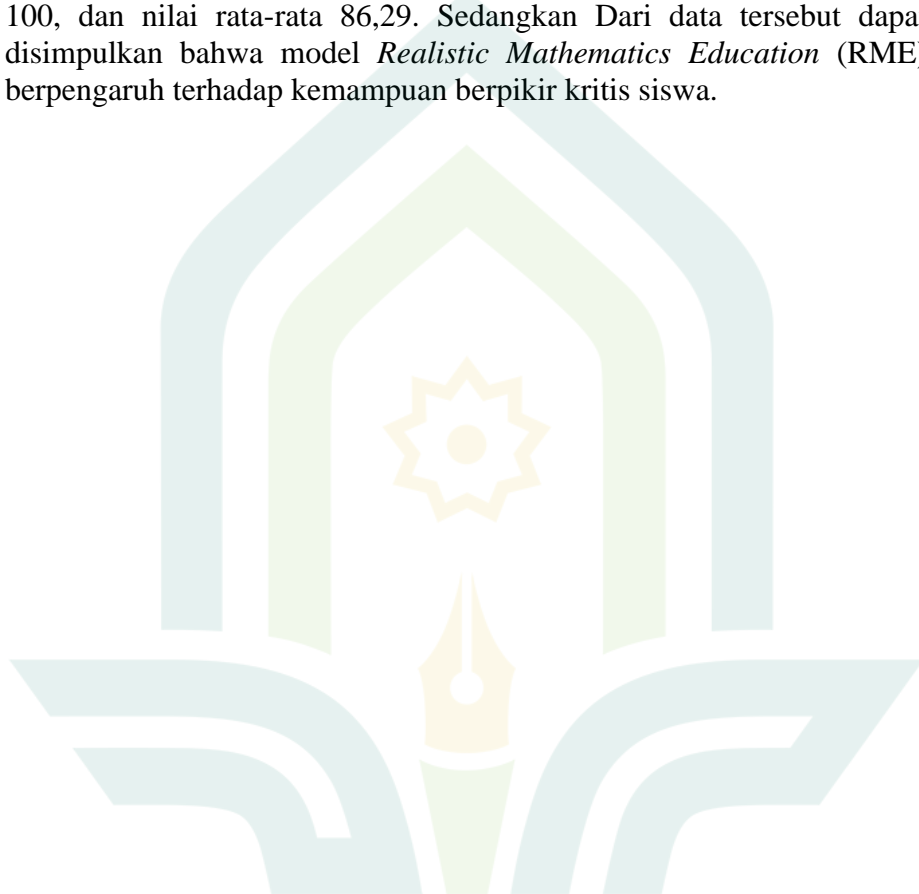 100, dan nilai rata-rata 86,29. Sedangkan Dari data tersebut dapa
disimpulkan bahwa model Realistic Mathematics Education (RME
berpengaruh terhadap kemampuan berpikir kritis siswa.